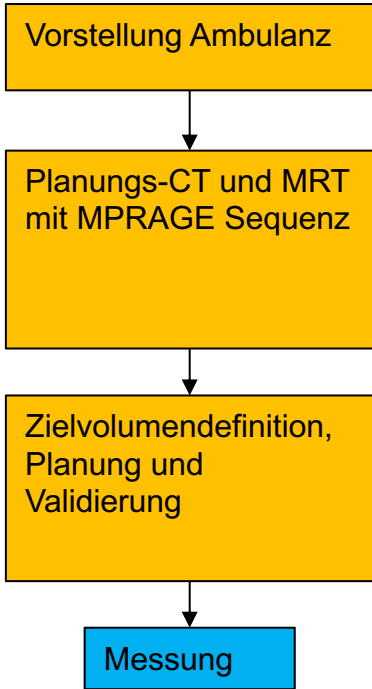 Vorstellung Ambulanz
Planungs-CT und MRT
mit MPRAGE Sequenz
Zielvolumendefinition,
Planung und
Validierung
Messung